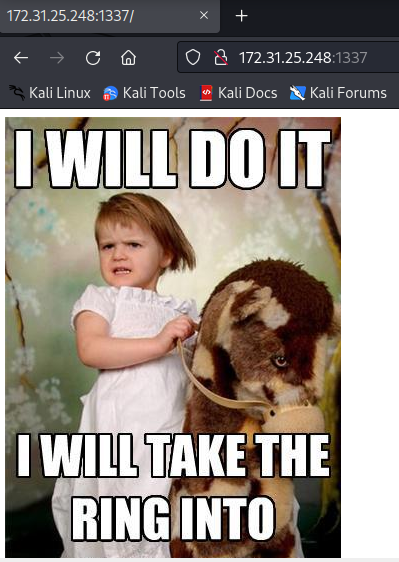 172.31.25.248:1337/
172.31.25.248:1337
Kali Linux Kali Tools Kali Docs Kali Forums
I WILL DO IT
I WILL TAKE THE
RING INTO